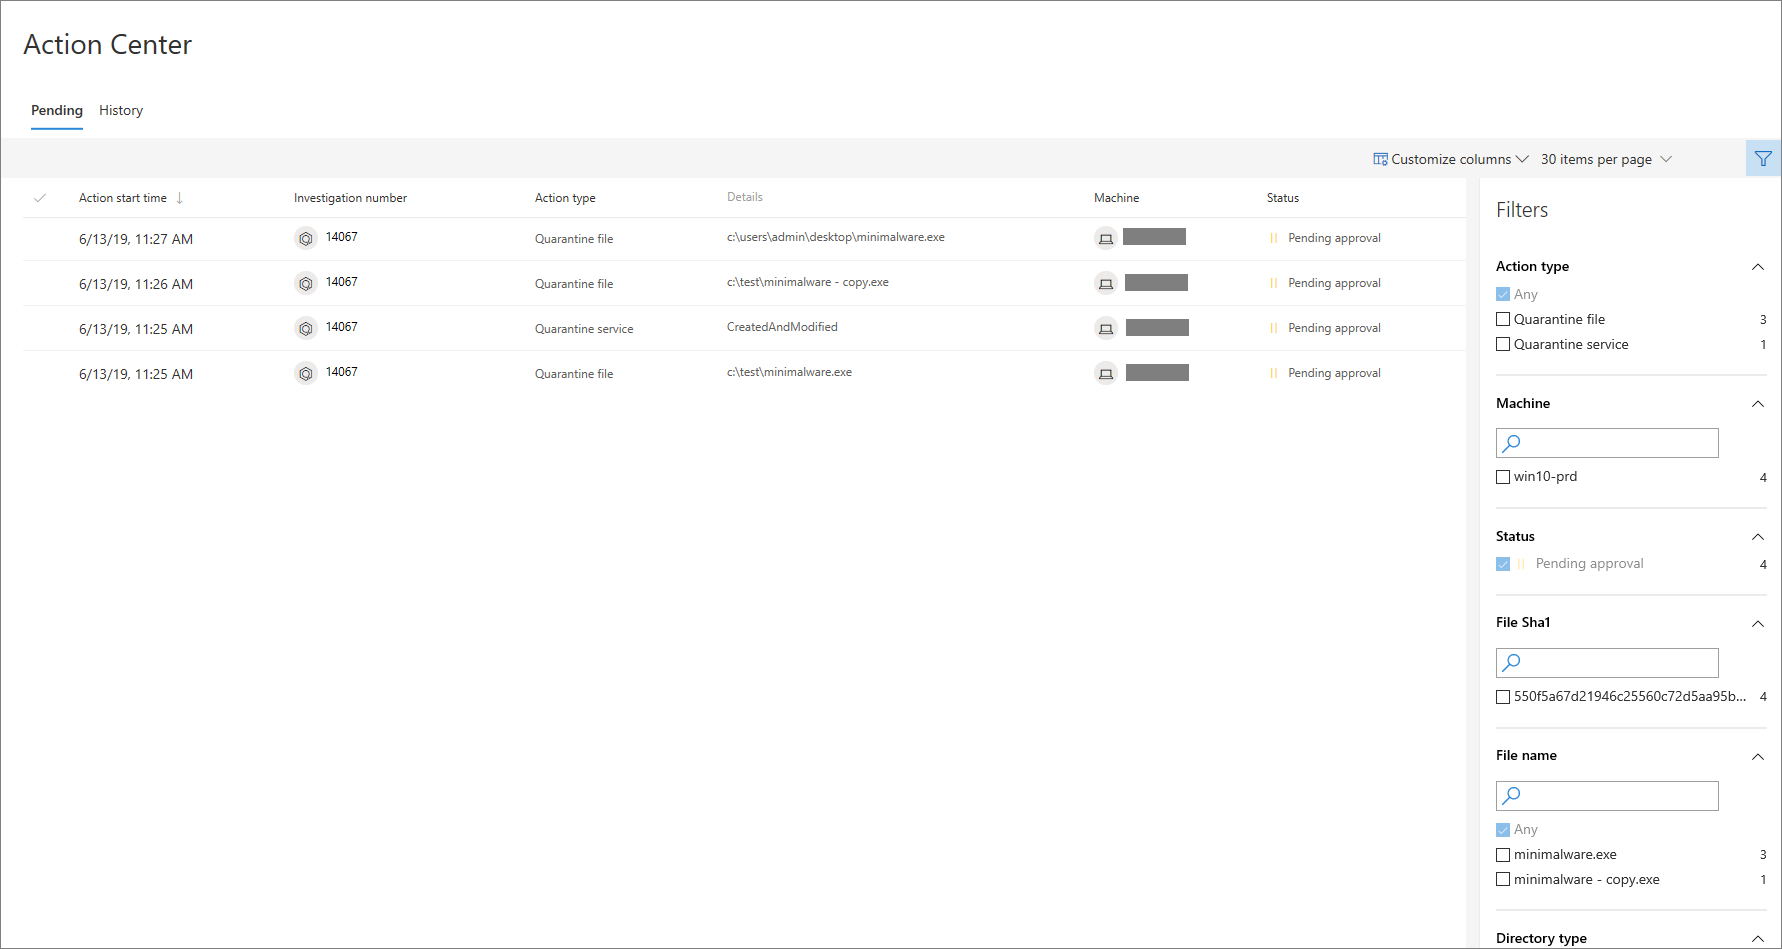 Action Center
Pending History
Customize columns 30 items per page
Action start time Investigation number Action type Details Machine Status
6/13/19, 11:27 AM 14067 Quarantine file c:\users\admin\desktop\minimalware.exe Pending approval
6/13/19, 11:26 AM 14067 Quarantine file c:\test\minimalware - copy.exe Pending approval
6/13/19, 11:25 AM 14067 Quarantine service CreatedAndModified Pending approval
6/13/19, 11:25 AM 14067 Quarantine file c:\test\minimalware.exe Pending approval
Filters
Action type
Any
Quarantine file 3
Quarantine service 1
Machine
win10-prd 4
Status
Pending approval 4
File Sha1
550f5a67d21946c25560c72d5aa95b... 4
File name
Any
minimalware.exe 3
minimalware - copy.exe 1
Directory type